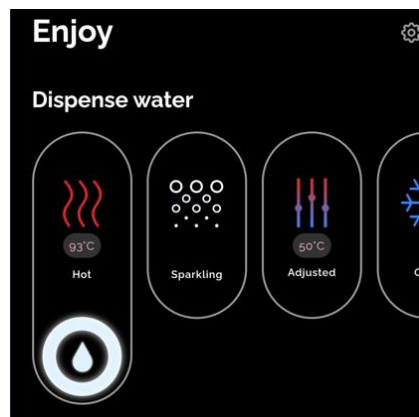 Enjoy
Dispense water
93°C
50°C
Hot
Sparkling
Adjusted